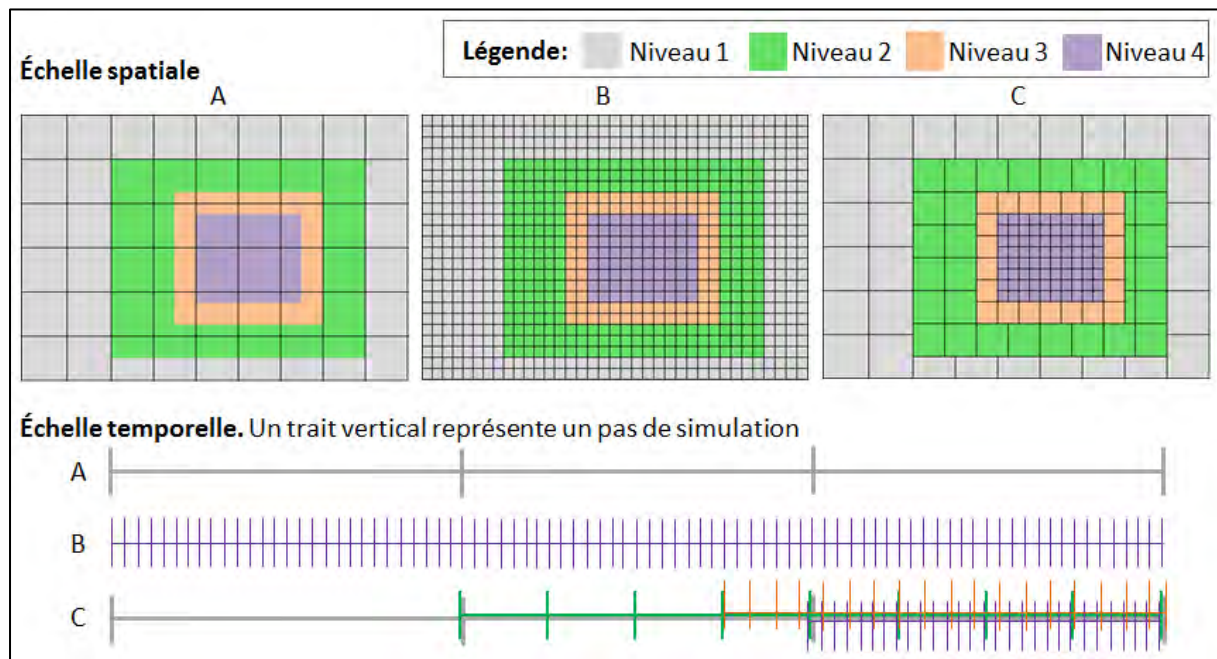 Légende: Niveau 1 Niveau 2 Niveau 3 Niveau 4
Échelle spatiale
A B C
Échelle temporelle. Un trait vertical représente un pas de simulation
A
B
C